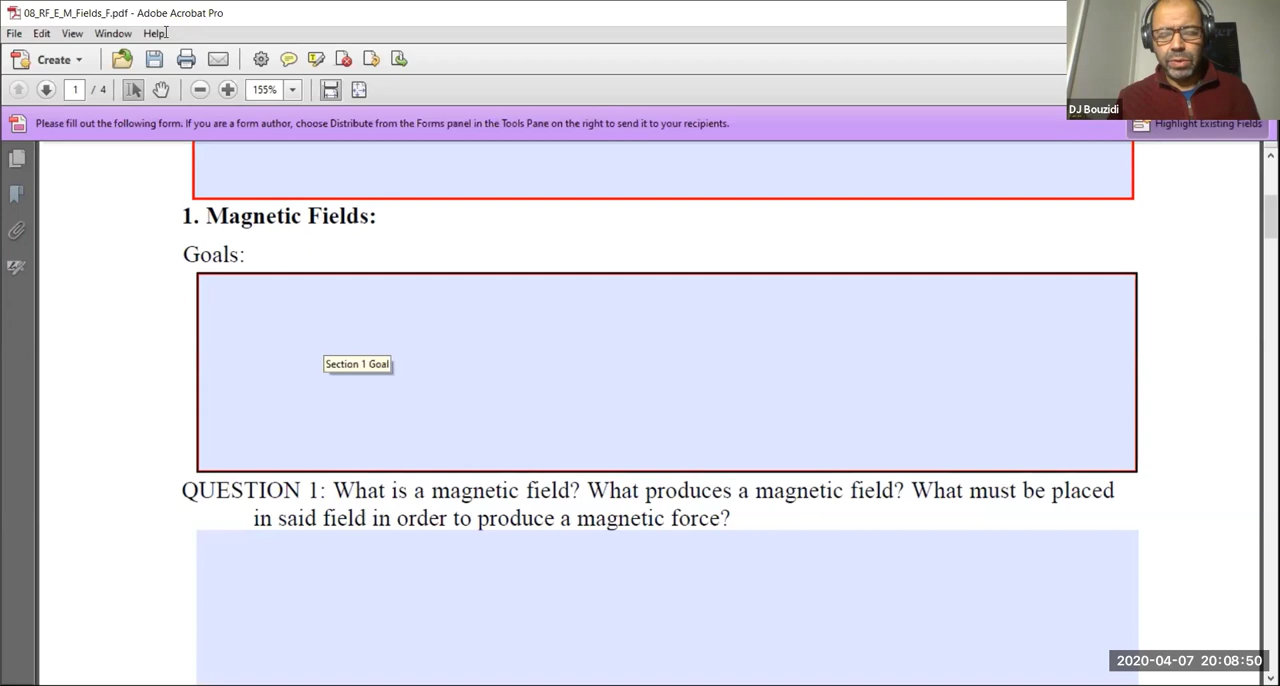 08_RF_E_M_Fields_F.pdf - Adobe Acrobat Pro
File Edit View Window Help
Create
1 / 4 155%
DJ Bouzidi
Please fill out the following form. If you are a form author, choose Distribute from the Forms panel in the Tools Pane on the right to send it to your recipients.
Highlight Existing Fields
1. Magnetic Fields:
Goals:
Section 1 Goal
QUESTION 1: What is a magnetic field? What produces a magnetic field? What must be placed
in said field in order to produce a magnetic force?
2020-04-07 20:08:50